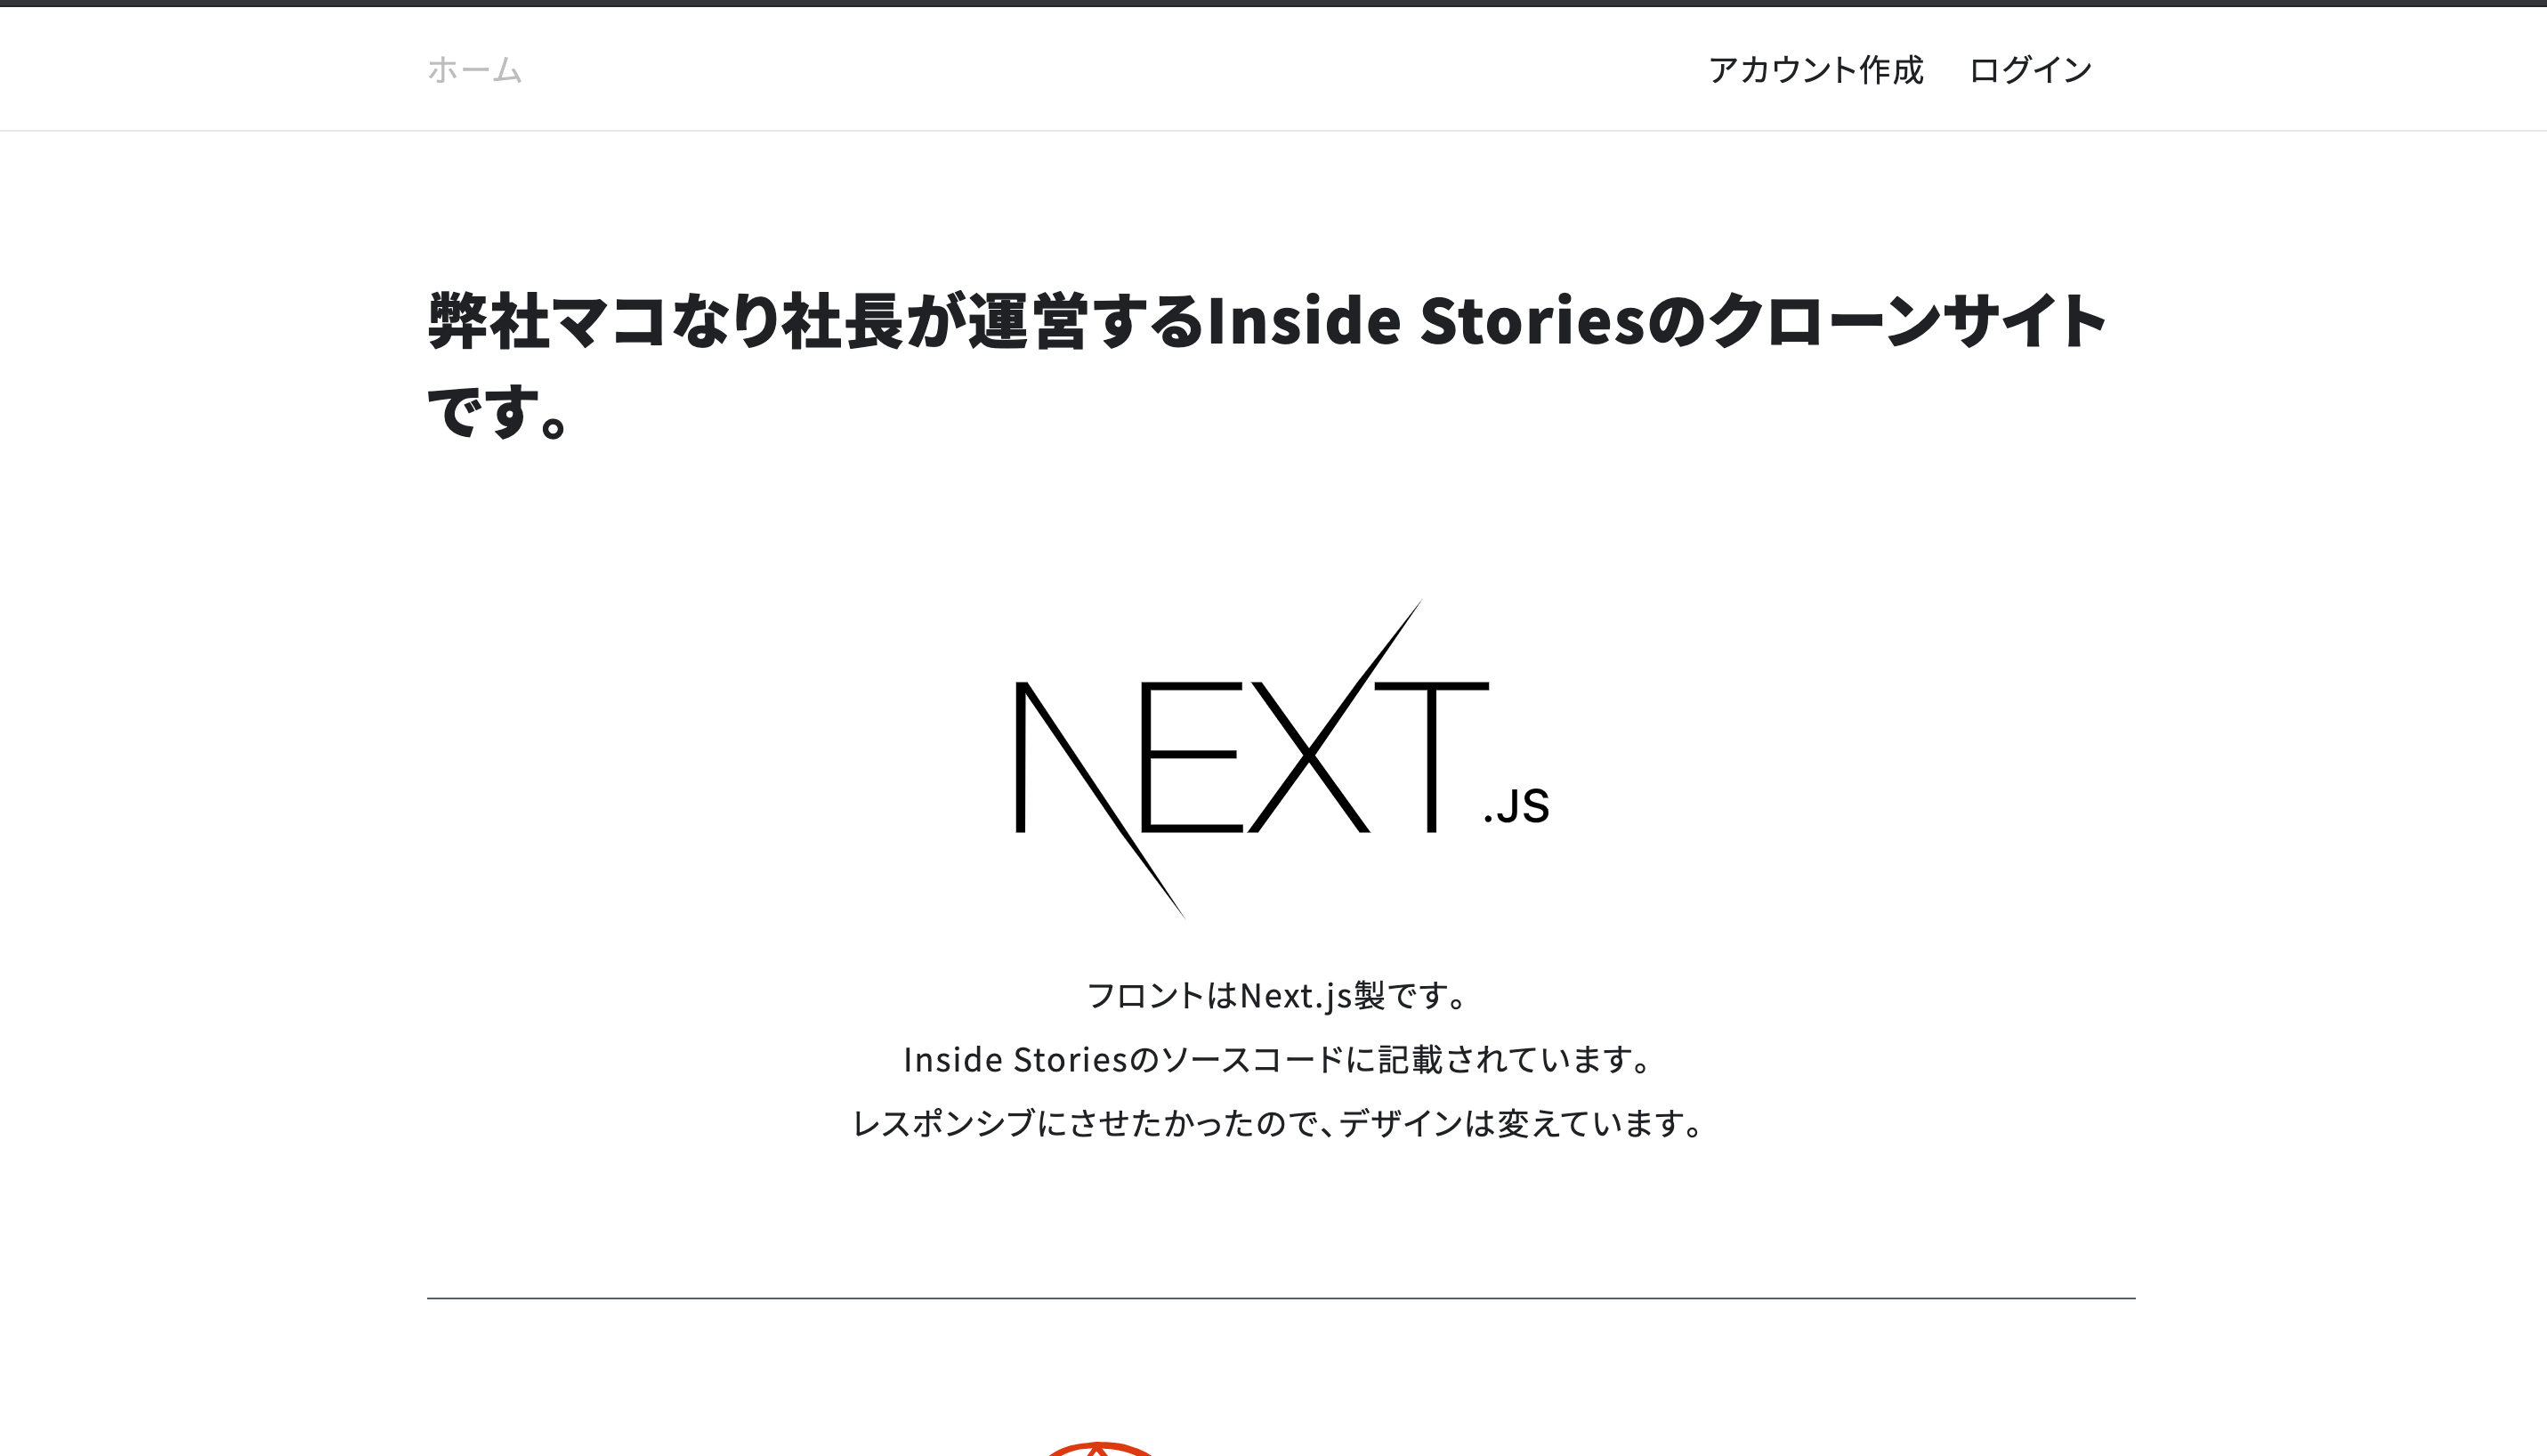 ホーム
アカウント作成 ログイン
弊社マコなり社長が運営するInside Storiesのクローンサイト
です。
NEXT.JS
フロントはNext.js製です。
Inside Storiesのソースコードに記載されています。
レスポンシブにさせたかったので、デザインは変えています。